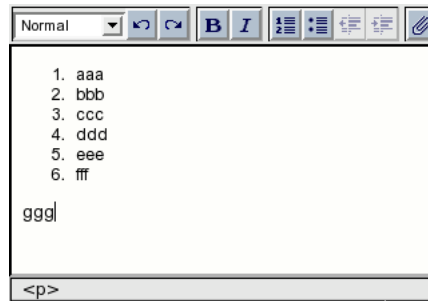 Normal B I
1. aaa
2. bbb
3. ccc
4. ddd
5. eee
6. fff
ggg
<p>